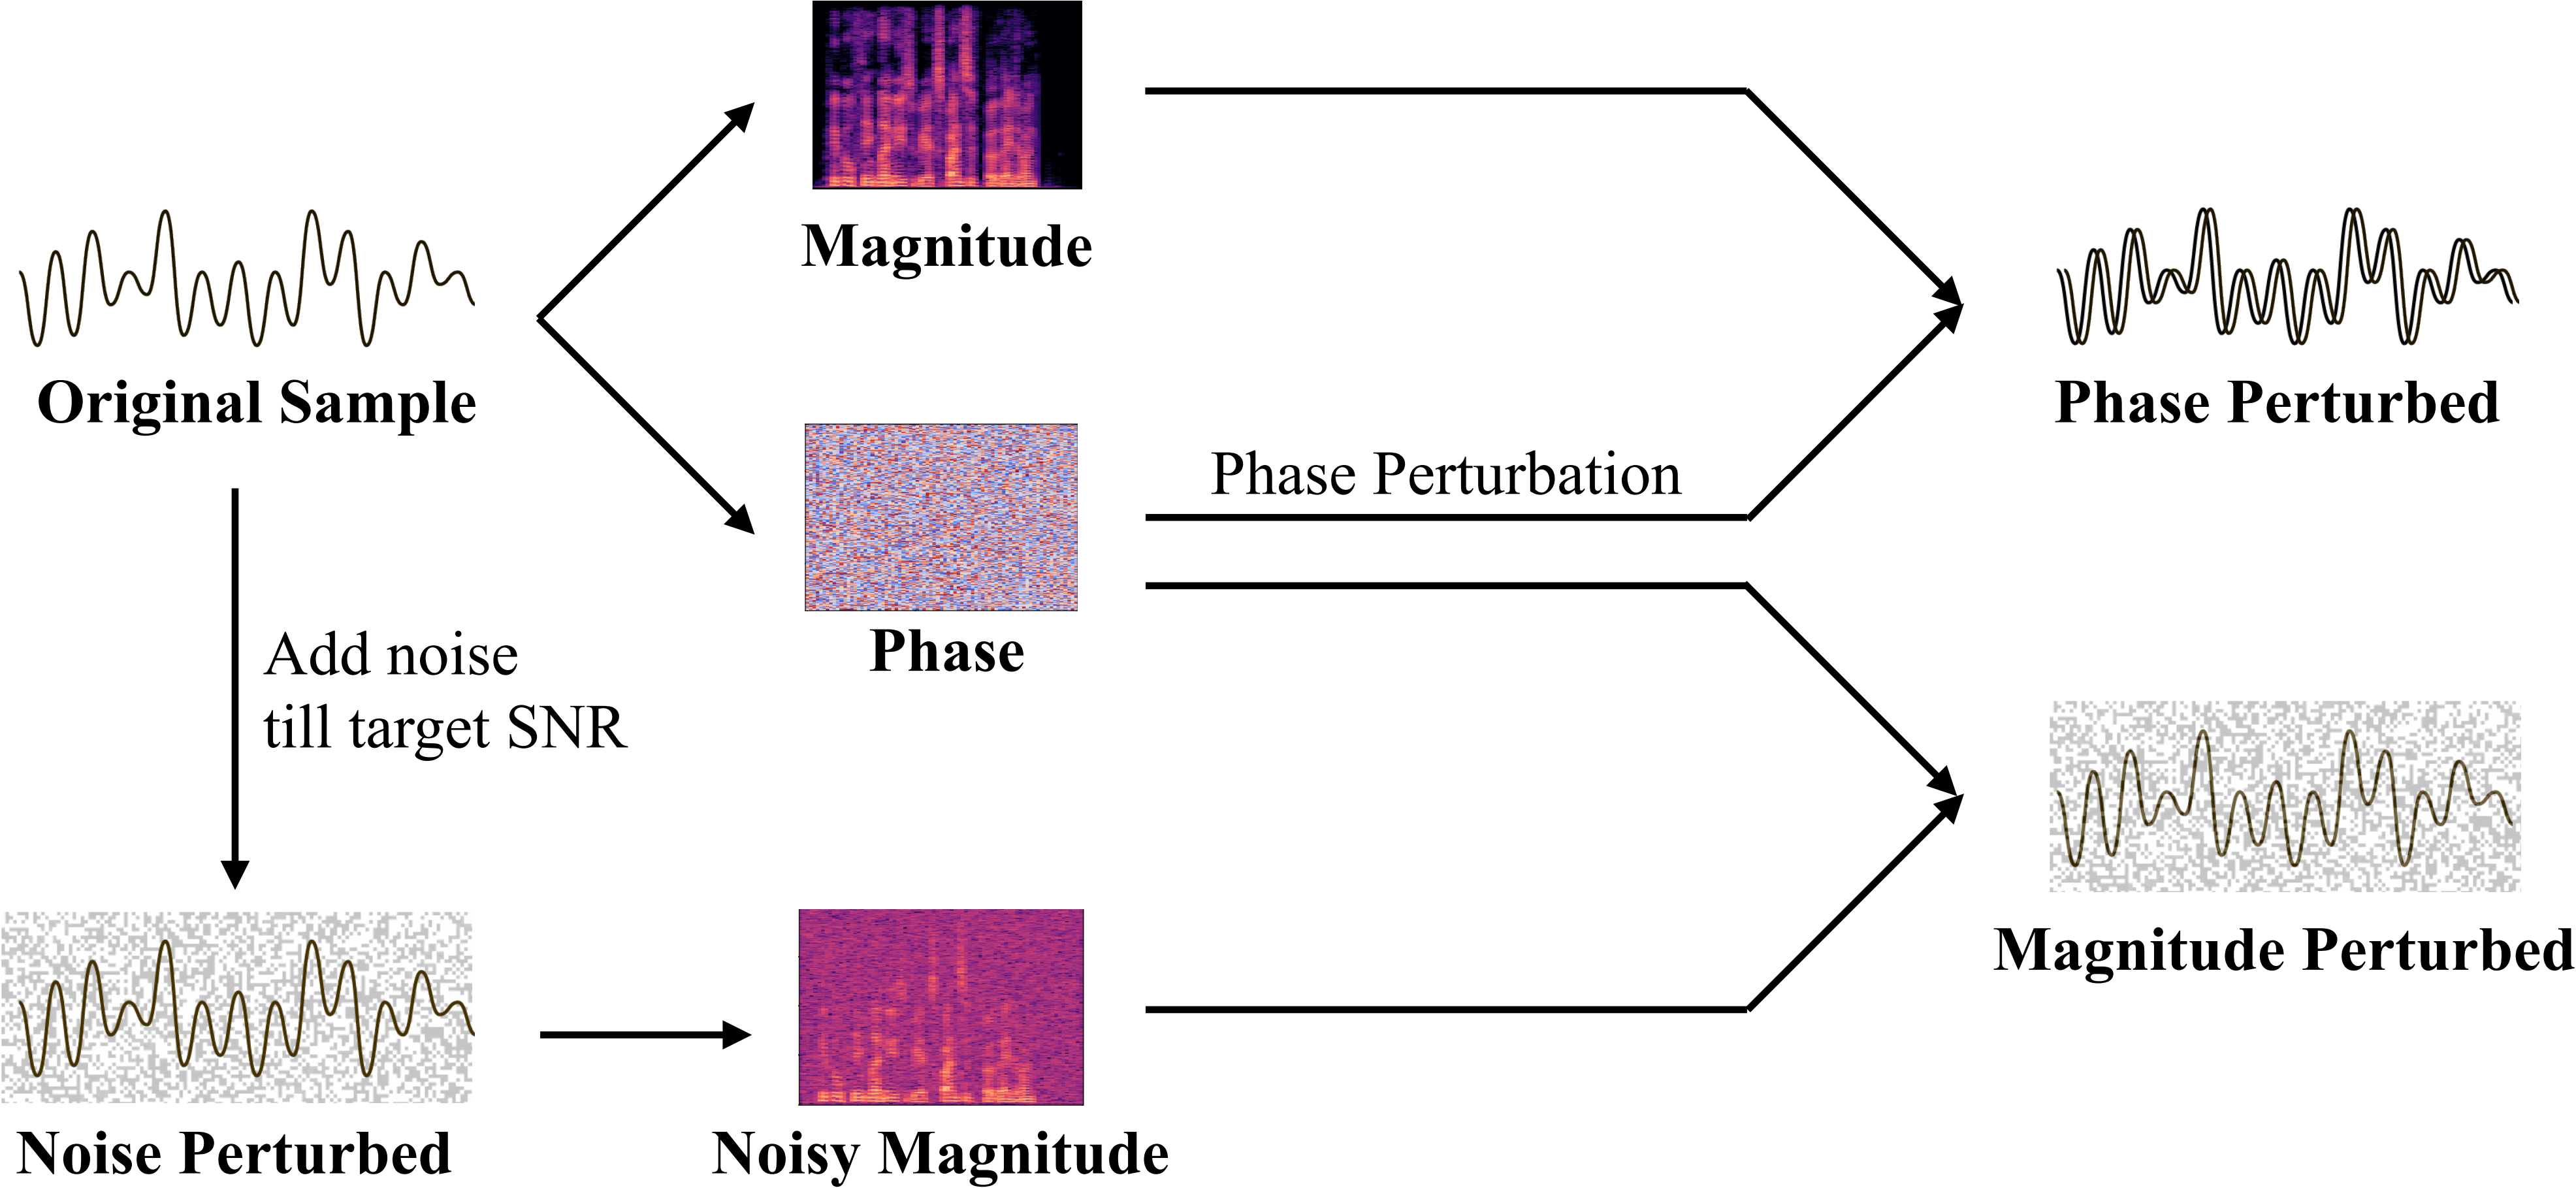 Magnitude
Original Sample
Phase Perturbed
Phase Perturbation
Phase
Add noise
till target SNR
Magnitude Perturbed
Noise Perturbed
Noisy Magnitude